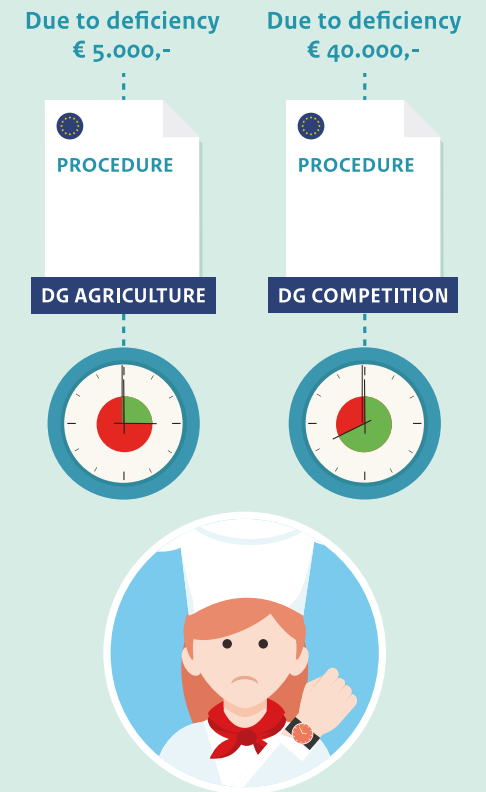 Due to deficiency
€ 5.000,-
PROCEDURE
DG AGRICULTURE
Due to deficiency
€ 40.000,-
PROCEDURE
DG COMPETITION